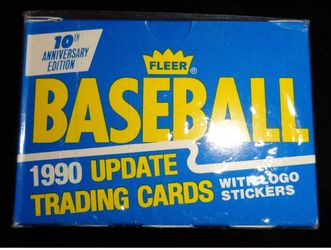 10TH
ANNIVERSARY
EDITION
FLEER
BASEBALL
1990 UPDATE
TRADING CARDS
WITH LOGO
STICKERS